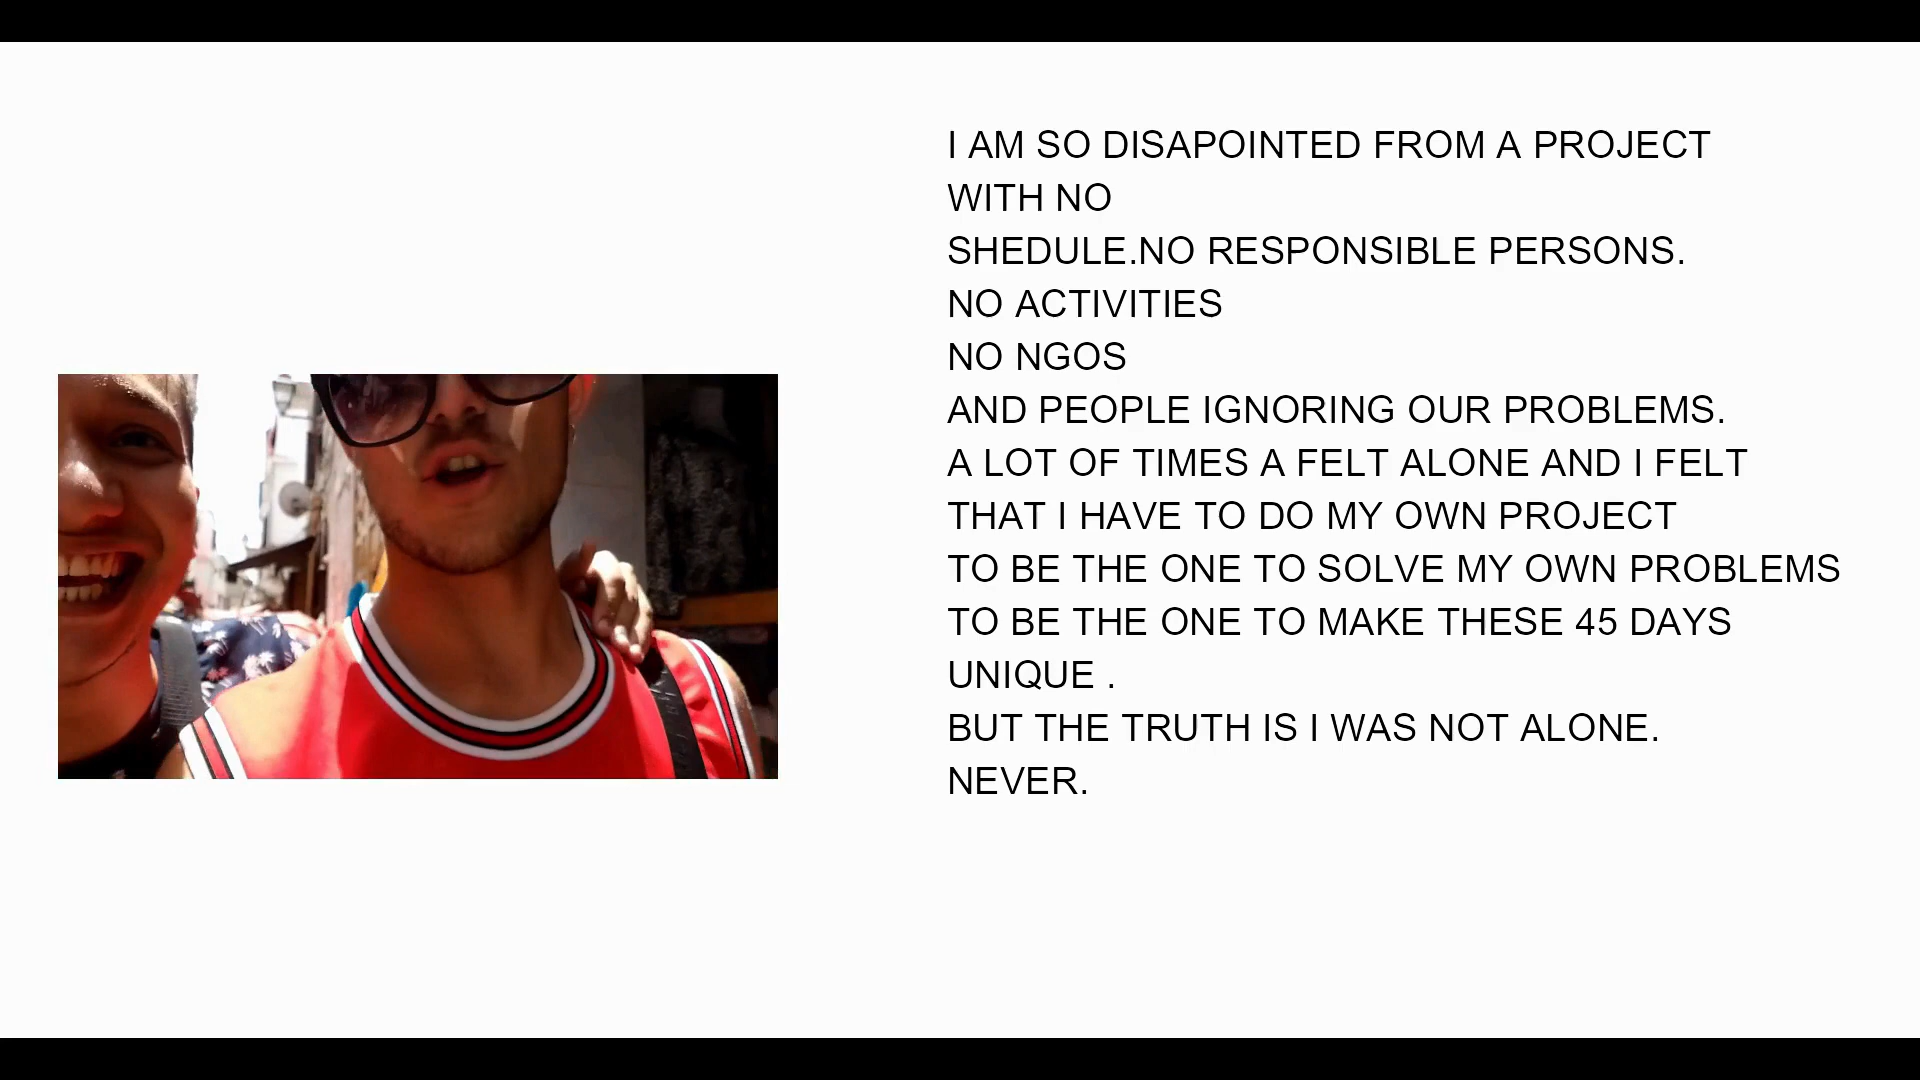 I AM SO DISAPOINTED FROM A PROJECT
WITH NO
SHEDULE.NO RESPONSIBLE PERSONS.
NO ACTIVITIES
NO NGOS
AND PEOPLE IGNORING OUR PROBLEMS.
A LOT OF TIMES A FELT ALONE AND I FELT
THAT I HAVE TO DO MY OWN PROJECT
TO BE THE ONE TO SOLVE MY OWN PROBLEMS
TO BE THE ONE TO MAKE THESE 45 DAYS
UNIQUE .
BUT THE TRUTH IS I WAS NOT ALONE.
NEVER.